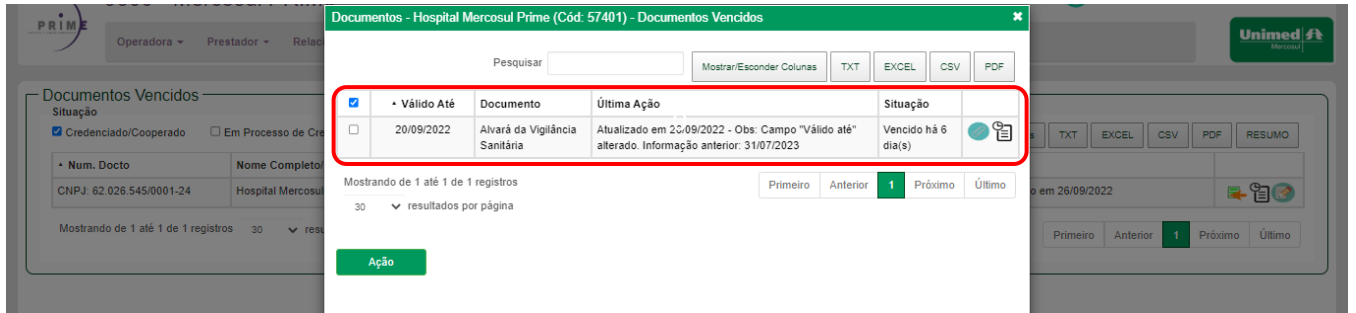 PRIME
Operadora Prestador
Unimed
Mercosul
Documentos Vencidos
Situação
Credenciado/Cooperado Em Processo de Cre
TXT EXCEL CSV PDF RESUMO
Num. Docto Nome Completo/
CNPJ: 62.026.545/0001-24 Hospital Mercosul
o em 26/09/2022
Mostrando de 1 até 1 de 1 registros 30
Primeiro Anterior 1 Próximo Último
Documentos - Hospital Mercosul Prime (Cód: 57401) - Documentos Vencidos
Pesquisar Mostrar/Esconder Colunas TXT EXCEL CSV PDF
Válido Até Documento Última Ação Situação
20/09/2022 Alvará da Vigilância Atualizado em 26/09/2022 - Obs: Campo "Válido até" Vencido há 6
Sanitária alterado. Informação anterior: 31/07/2023 dia(s)
Mostrando de 1 até 1 de 1 registros
Primeiro Anterior 1 Próximo Último
30 resultados por página
Ação